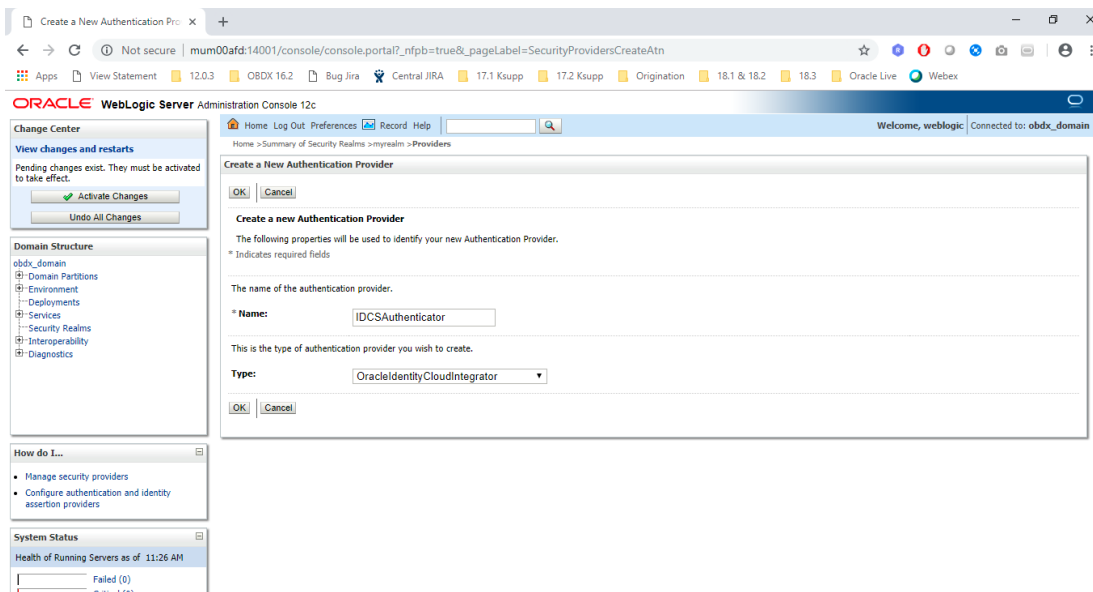 Create a New Authentication Pro
Not secure | mum00afd:14001/console/console.portal?_nfpb=true&_pageLabel=SecurityProvidersCreateAtn
Apps View Statement 12.0.3 OBDX 16.2 Bug Jira Central JIRA 17.1 Ksupp 17.2 Ksupp Origination 18.1 & 18.2 18.3 Oracle Live Webex
ORACLE WebLogic Server Administration Console 12c
Change Center
View changes and restarts
Pending changes exist. They must be activated
to take effect.
Activate Changes
Undo All Changes
Domain Structure
obdx_domain
Domain Partitions
Environment
Deployments
Services
Security Realms
Interoperability
Diagnostics
How do I...
Manage security providers
Configure authentication and identity
assertion providers
System Status
Health of Running Servers as of 11:26 AM
Failed (0)
Home Log Out Preferences Record Help
Welcome, weblogic Connected to: obdx_domain
Home >Summary of Security Realms >myrealm >Providers
Create a New Authentication Provider
OK Cancel
Create a new Authentication Provider
The following properties will be used to identify your new Authentication Provider.
* Indicates required fields
The name of the authentication provider.
* Name: IDCSAuthenticator
This is the type of authentication provider you wish to create.
Type: OracleIdentityCloudIntegrator
OK Cancel